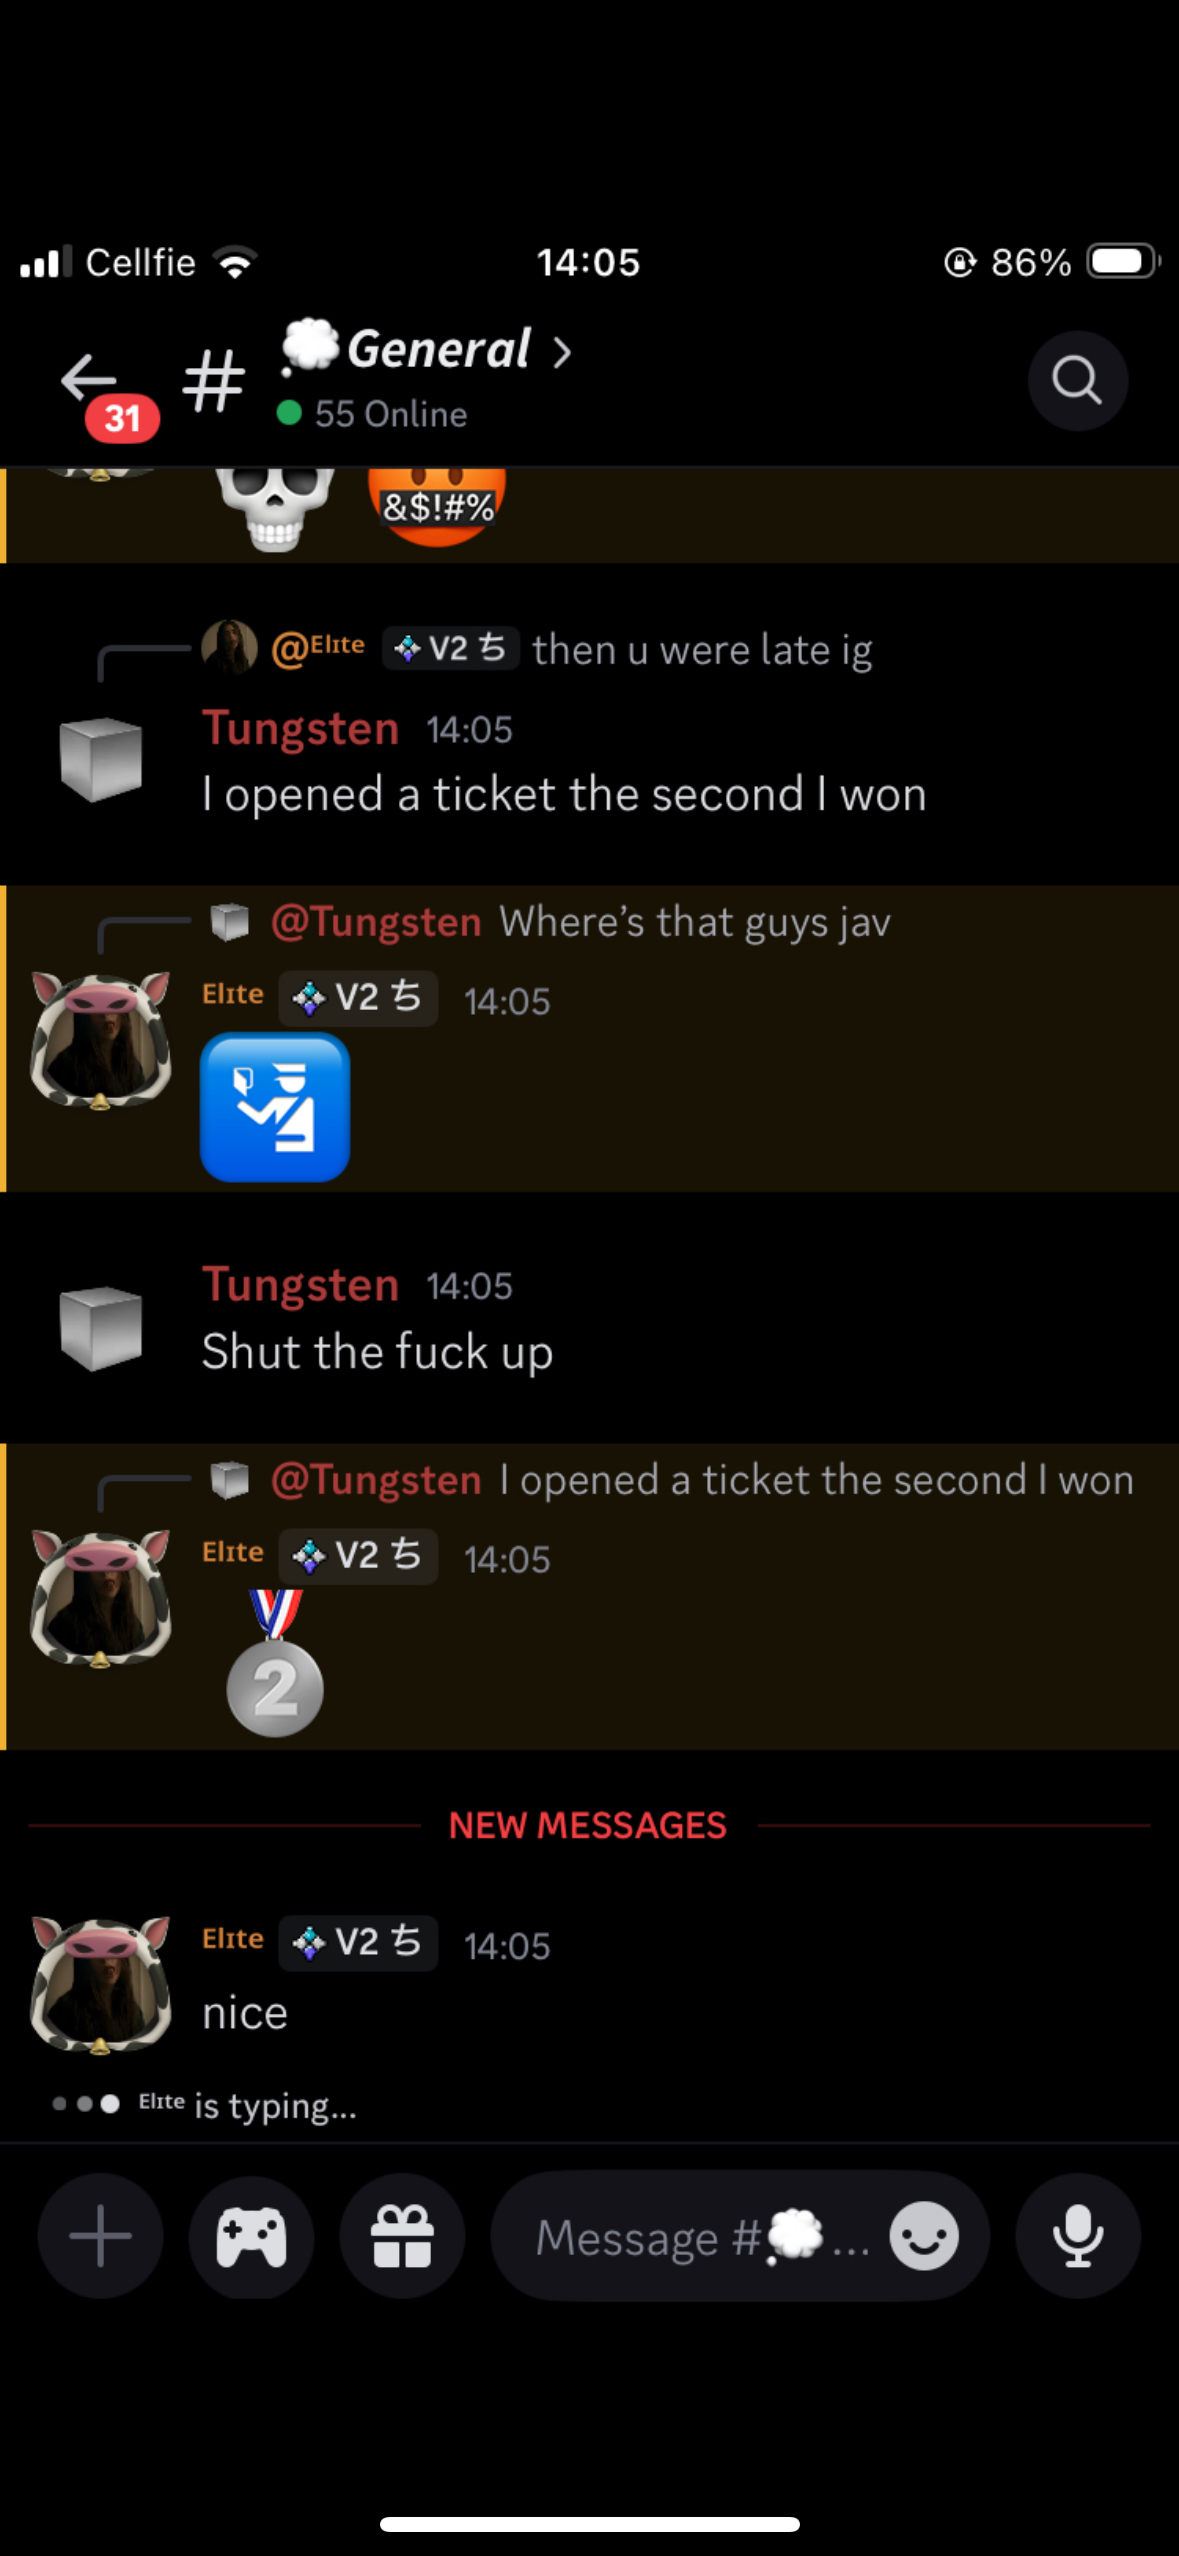 Cellfie 14:05 86%
💭General >
31
55 Online
&$!#%
@Elıte V2 ち then u were late ig
Tungsten 14:05
I opened a ticket the second I won
@Tungsten Where’s that guys jav
Elıte V2 ち 14:05
Tungsten 14:05
Shut the fuck up
@Tungsten I opened a ticket the second I won
Elıte V2 ち 14:05
2
NEW MESSAGES
Elıte V2 ち 14:05
nice
Elıte is typing...
Message #💭...